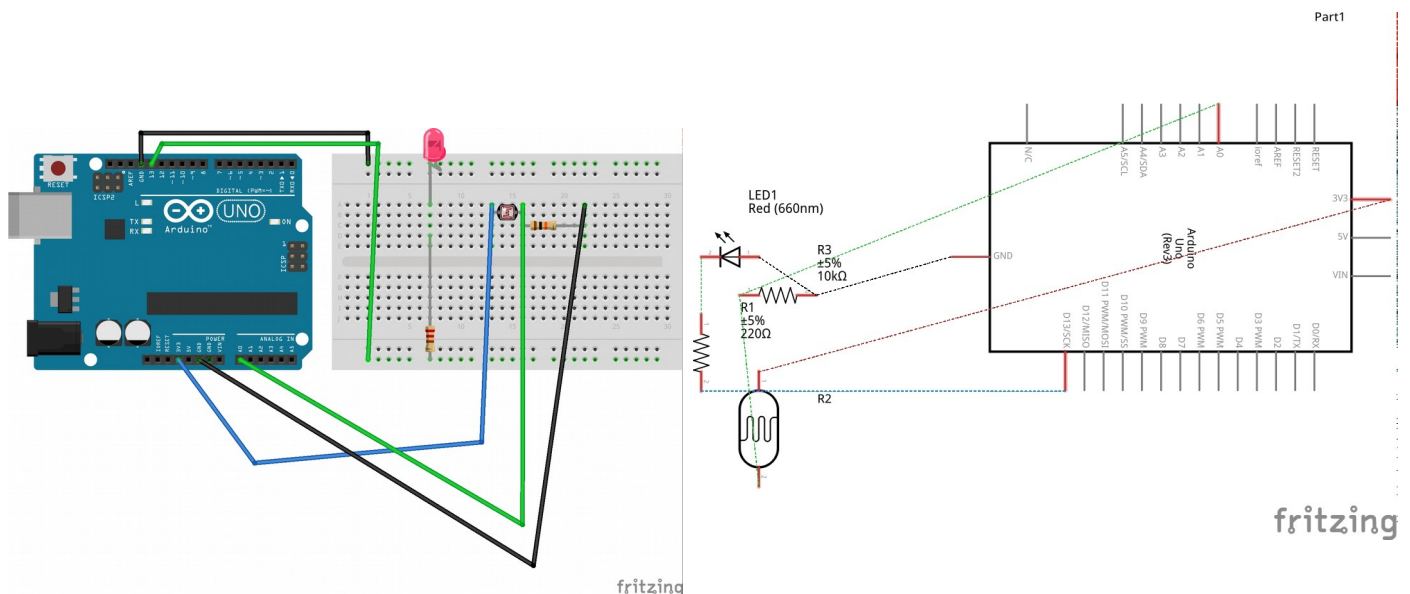 RESET
AREF
GND
13
12
~11
~10
~9
8
7
~6
~5
4
~3
2
TX►1
RX◄0
DIGITAL (PWM=~)
ICSP2
L
TX
RX
UNO
ON
Arduino™
ICSP
POWER
ANALOG IN
IOREF
RESET
3V3
5V
GND
GND
VIN
A0
A1
A2
A3
A4
A5
fritzing
Part1
N/C
A5/SCL
A4/SDA
A3
A2
A1
A0
ioref
AREF
RESET2
RESET
3V3
5V
VIN
GND
Arduino
Uno
(Rev3)
LED1
Red (660nm)
R3
±5%
10kΩ
R1
±5%
220Ω
R2
D13/SCK
D12/MISO
D11 PWM/MOSI
D10 PWM/SS
D9 PWM
D8
D7
D6 PWM
D5 PWM
D4
D3 PWM
D2
D1/TX
D0/RX
fritzing